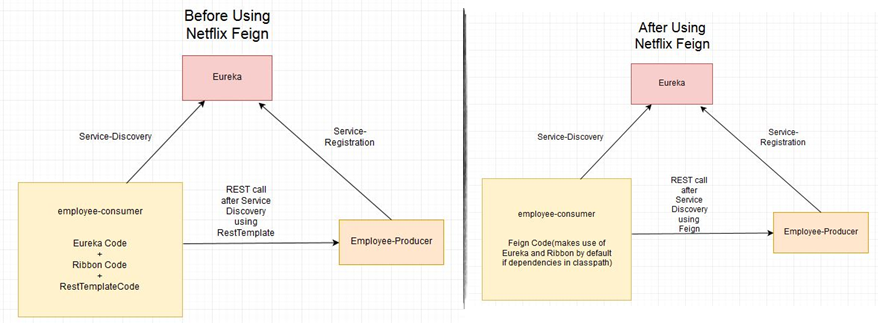 Before Using
Netflix Feign
Eureka
Service-Discovery
Service-
Registration
employee-consumer
Eureka Code
+
Ribbon Code
+
RestTemplateCode
REST call
after Service
Discovery
using
RestTemplate
Employee-Producer
After Using
Netflix Feign
Eureka
Service-Discovery
Service-
Registration
employee-consumer
Feign Code(makes use of
Eureka and Ribbon by default
if dependencies in classpath)
REST call
after
Service
Discovery
using
Feign
Employee-Producer